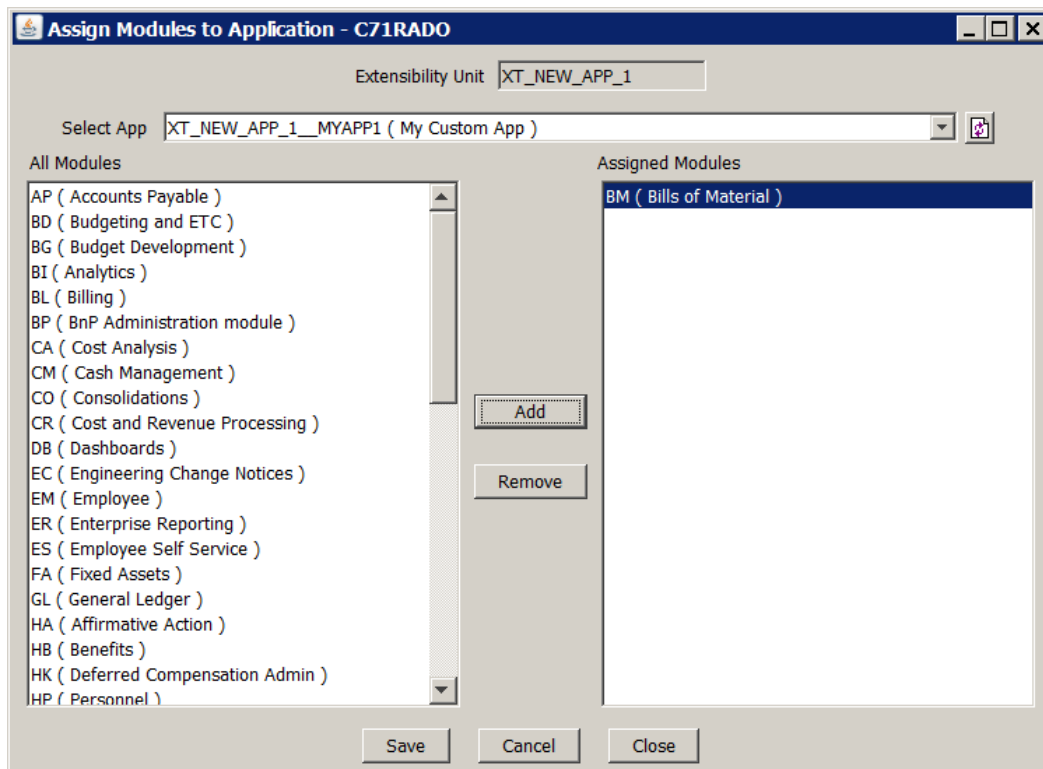 Assign Modules to Application - C71RADO
Extensibility Unit XT_NEW_APP_1
Select App XT_NEW_APP_1__MYAPP1 ( My Custom App )
All Modules
AP ( Accounts Payable )
BD ( Budgeting and ETC )
BG ( Budget Development )
BI ( Analytics )
BL ( Billing )
BP ( BnP Administration module )
CA ( Cost Analysis )
CM ( Cash Management )
CO ( Consolidations )
CR ( Cost and Revenue Processing )
DB ( Dashboards )
EC ( Engineering Change Notices )
EM ( Employee )
ER ( Enterprise Reporting )
ES ( Employee Self Service )
FA ( Fixed Assets )
GL ( General Ledger )
HA ( Affirmative Action )
HB ( Benefits )
HK ( Deferred Compensation Admin )
HP ( Personnel )
Add
Remove
Assigned Modules
BM ( Bills of Material )
Save Cancel Close